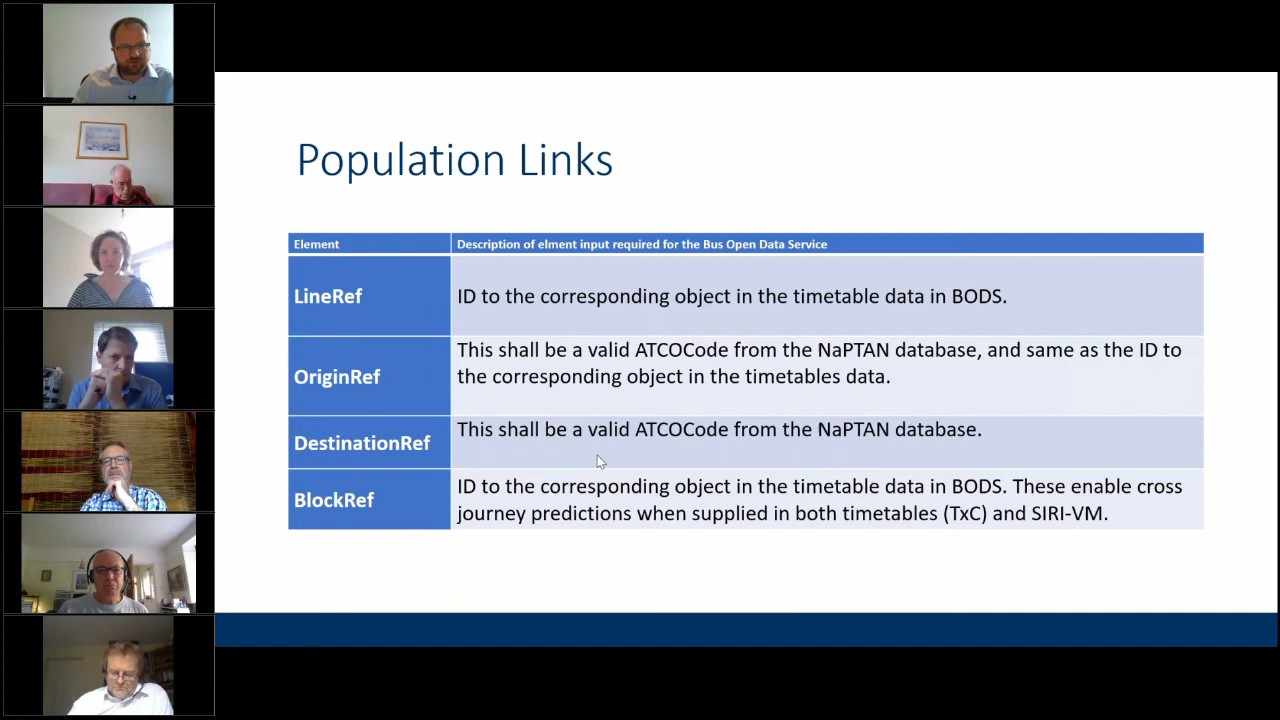 Population Links
Element
Description of elment input required for the Bus Open Data Service
LineRef
ID to the corresponding object in the timetable data in BODS.
OriginRef
This shall be a valid ATCOCode from the NaPTAN database, and same as the ID to
the corresponding object in the timetables data.
DestinationRef
This shall be a valid ATCOCode from the NaPTAN database.
BlockRef
ID to the corresponding object in the timetable data in BODS. These enable cross
journey predictions when supplied in both timetables (TxC) and SIRI-VM.